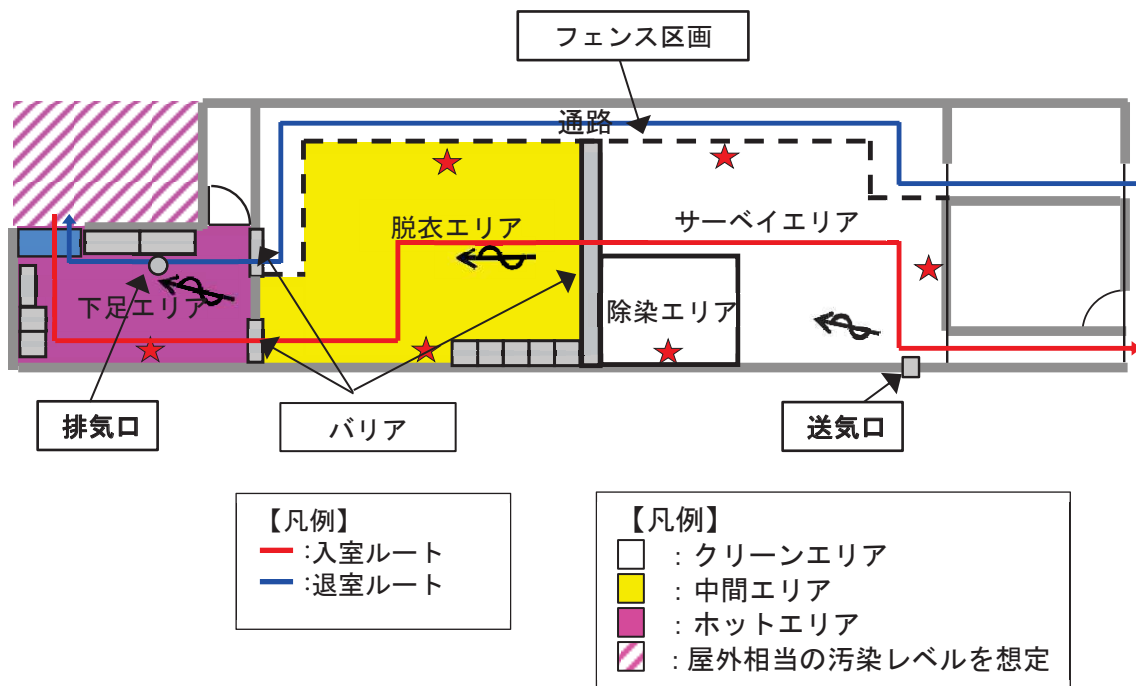 フェンス区画
通路
脱衣エリア
サーベイエリア
下足エリア
除染エリア
排気口
バリア
送気口
【凡例】
:入室ルート
:退室ルート
【凡例】
：クリーンエリア
：中間エリア
：ホットエリア
：屋外相当の汚染レベルを想定